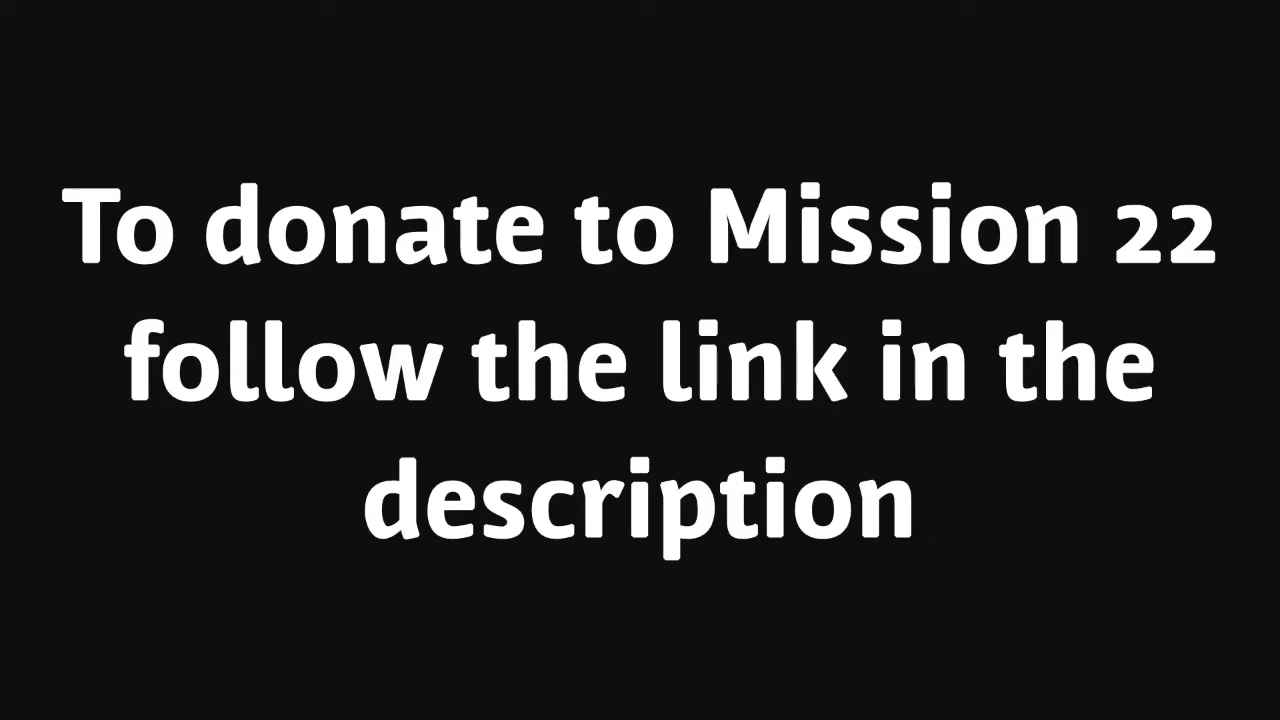 To donate to Mission 22
follow the link in the
description